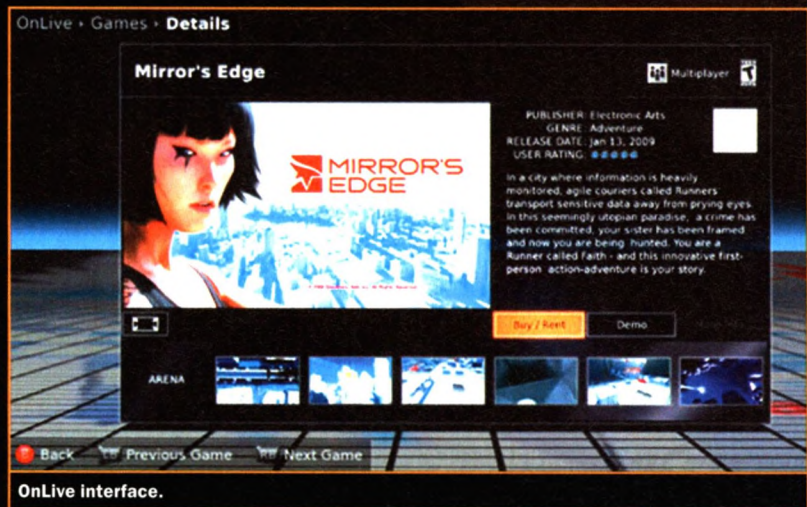 OnLive › Games › Details
Mirror's Edge
Multiplayer
PUBLISHER: Electronic Arts
GENRE: Adventure
RELEASE DATE: Jan 13, 2009
USER RATING:
MIRROR'S
EDGE
In a city where information is heavily
monitored, agile couriers called Runners
transport sensitive data away from prying eyes.
In this seemingly utopian paradise, a crime has
been committed, your sister has been framed
and now you are being hunted. You are a
Runner called Faith - and this innovative first-
person action-adventure is your story.
Buy / Rent
Demo
ARENA
B Back
LB Previous Game
RB Next Game
OnLive interface.